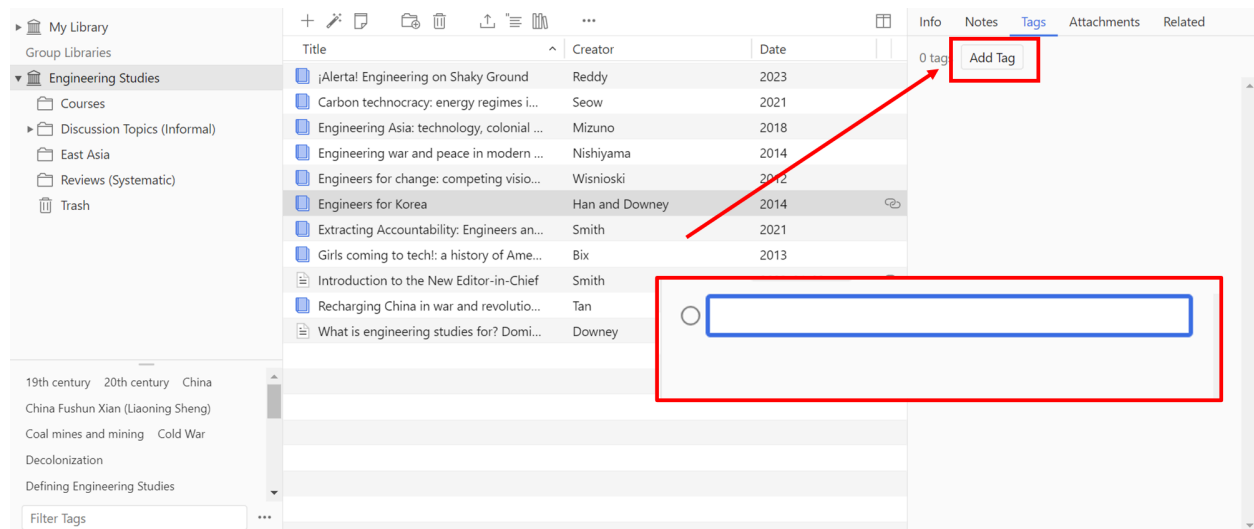 My Library
Group Libraries
Engineering Studies
Courses
Discussion Topics (Informal)
East Asia
Reviews (Systematic)
Trash
19th century 20th century China
China Fushun Xian (Liaoning Sheng)
Coal mines and mining Cold War
Decolonization
Defining Engineering Studies
Filter Tags
Title Creator Date
¡Alerta! Engineering on Shaky Ground Reddy 2023
Carbon technocracy: energy regimes i... Seow 2021
Engineering Asia: technology, colonial ... Mizuno 2018
Engineering war and peace in modern ... Nishiyama 2014
Engineers for change: competing visio... Wisnioski 2012
Engineers for Korea Han and Downey 2014
Extracting Accountability: Engineers an... Smith 2021
Girls coming to tech!: a history of Ame... Bix 2013
Introduction to the New Editor-in-Chief Smith
Recharging China in war and revolutio... Tan
What is engineering studies for? Domi... Downey
Info Notes Tags Attachments Related
0 tags Add Tag